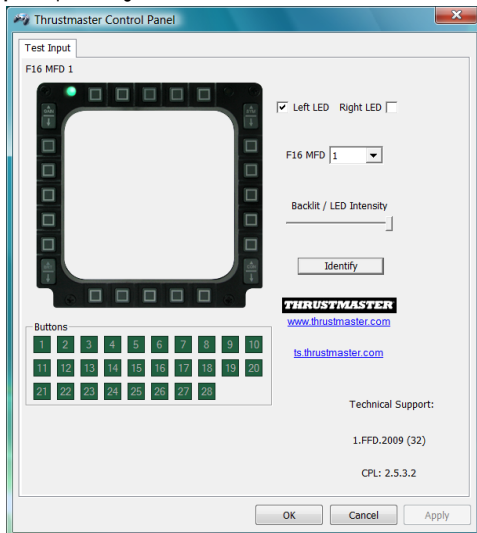 Thrustmaster Control Panel
Test Input
F16 MFD 1
Left LED Right LED
F16 MFD 1
Backlit / LED Intensity
Identify
THRUSTMASTER
www.thrustmaster.com
ts.thrustmaster.com
Buttons
1 2 3 4 5 6 7 8 9 10
11 12 13 14 15 16 17 18 19 20
21 22 23 24 25 26 27 28
Technical Support:
1.FFD.2009 (32)
CPL: 2.5.3.2
OK Cancel Apply